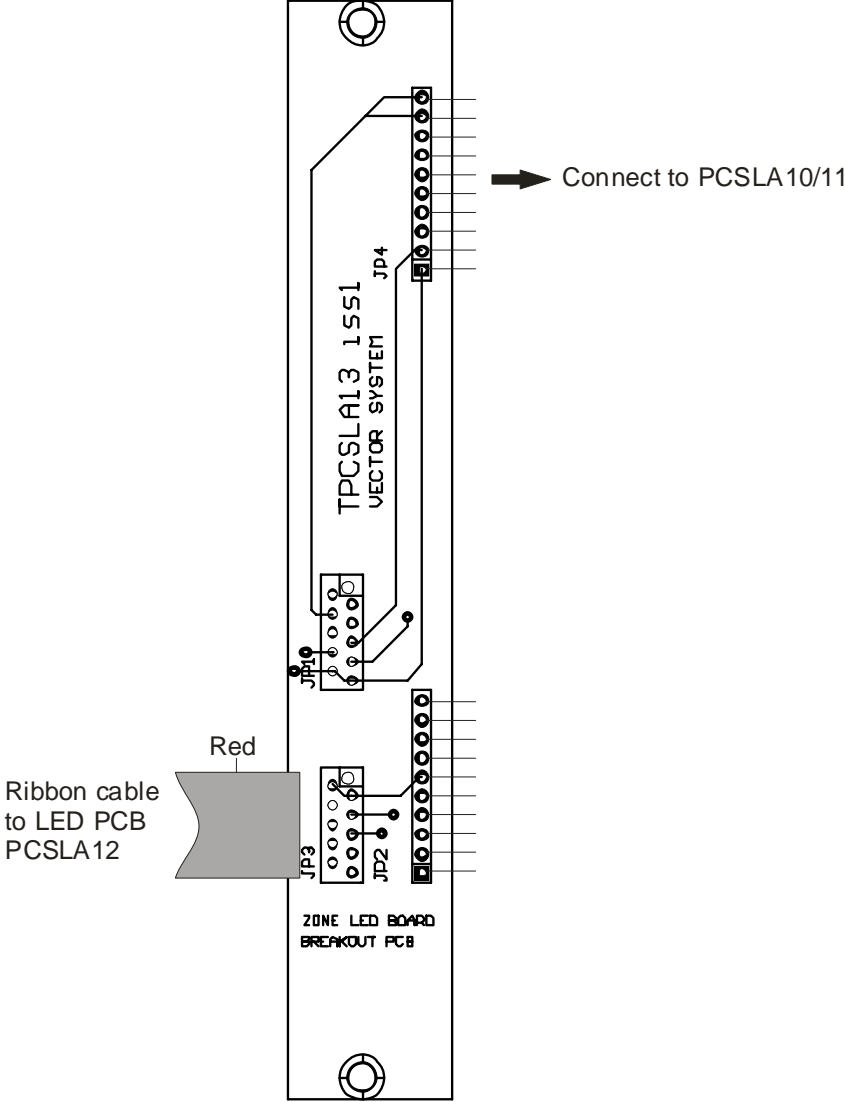 Connect to PCSLA10/11
JP4
TPCSLA13 iss1
VECTOR SYSTEM
JP1
Red
Ribbon cable
to LED PCB
PCSLA12
JP3
JP2
ZONE LED BOARD
BREAKOUT PCB